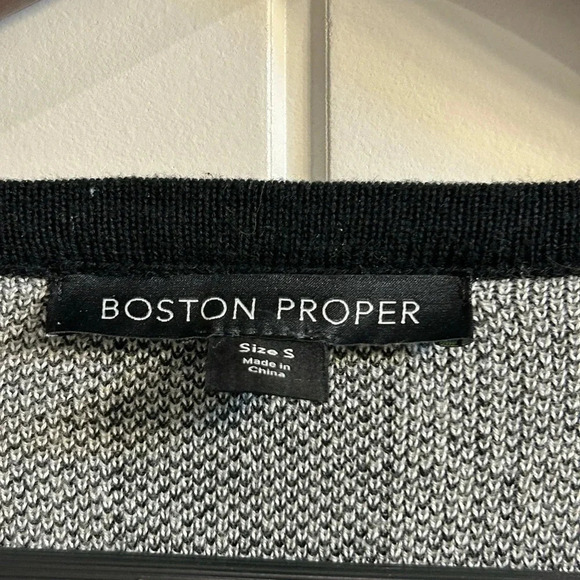 BOSTON PROPER
Size S
Made in
China